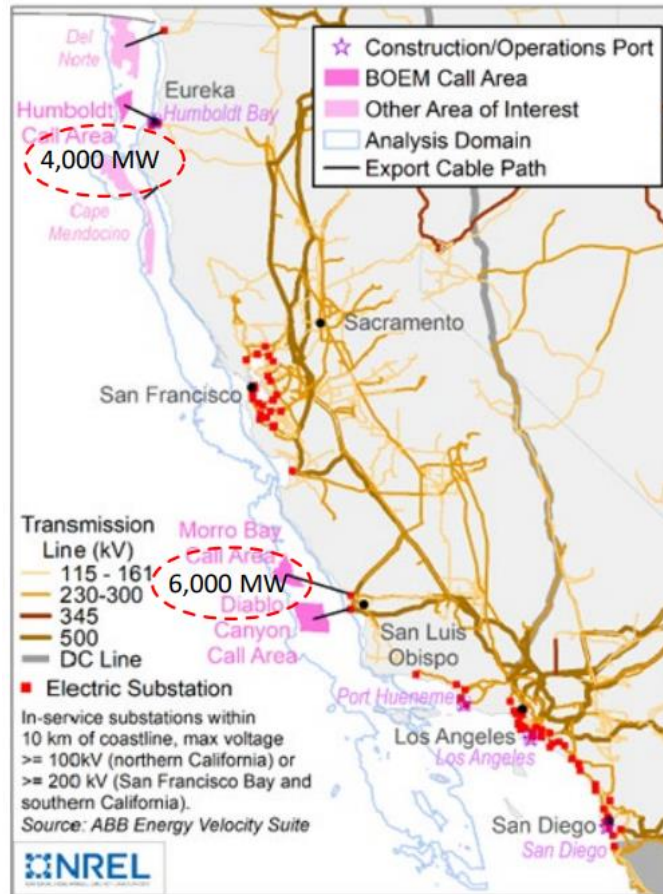 Del
Norte
Eureka
Humboldt Bay
Humboldt
Call Area
4,000 MW
Cape
Mendocino
Construction/Operations Port
BOEM Call Area
Other Area of Interest
Analysis Domain
Export Cable Path
Sacramento
San Francisco
Morro Bay
Call Area
6,000 MW
Diablo
Canyon
Call Area
San Luis
Obispo
Port Hueneme
Los Angeles
Los Angeles
San Diego
San Diego
Transmission
Line (kV)
115 - 161
230-300
345
500
DC Line
Electric Substation
In-service substations within
10 km of coastline, max voltage
>= 100kV (northern California) or
>= 200 kV (San Francisco Bay and
southern California).
Source: ABB Energy Velocity Suite
NREL